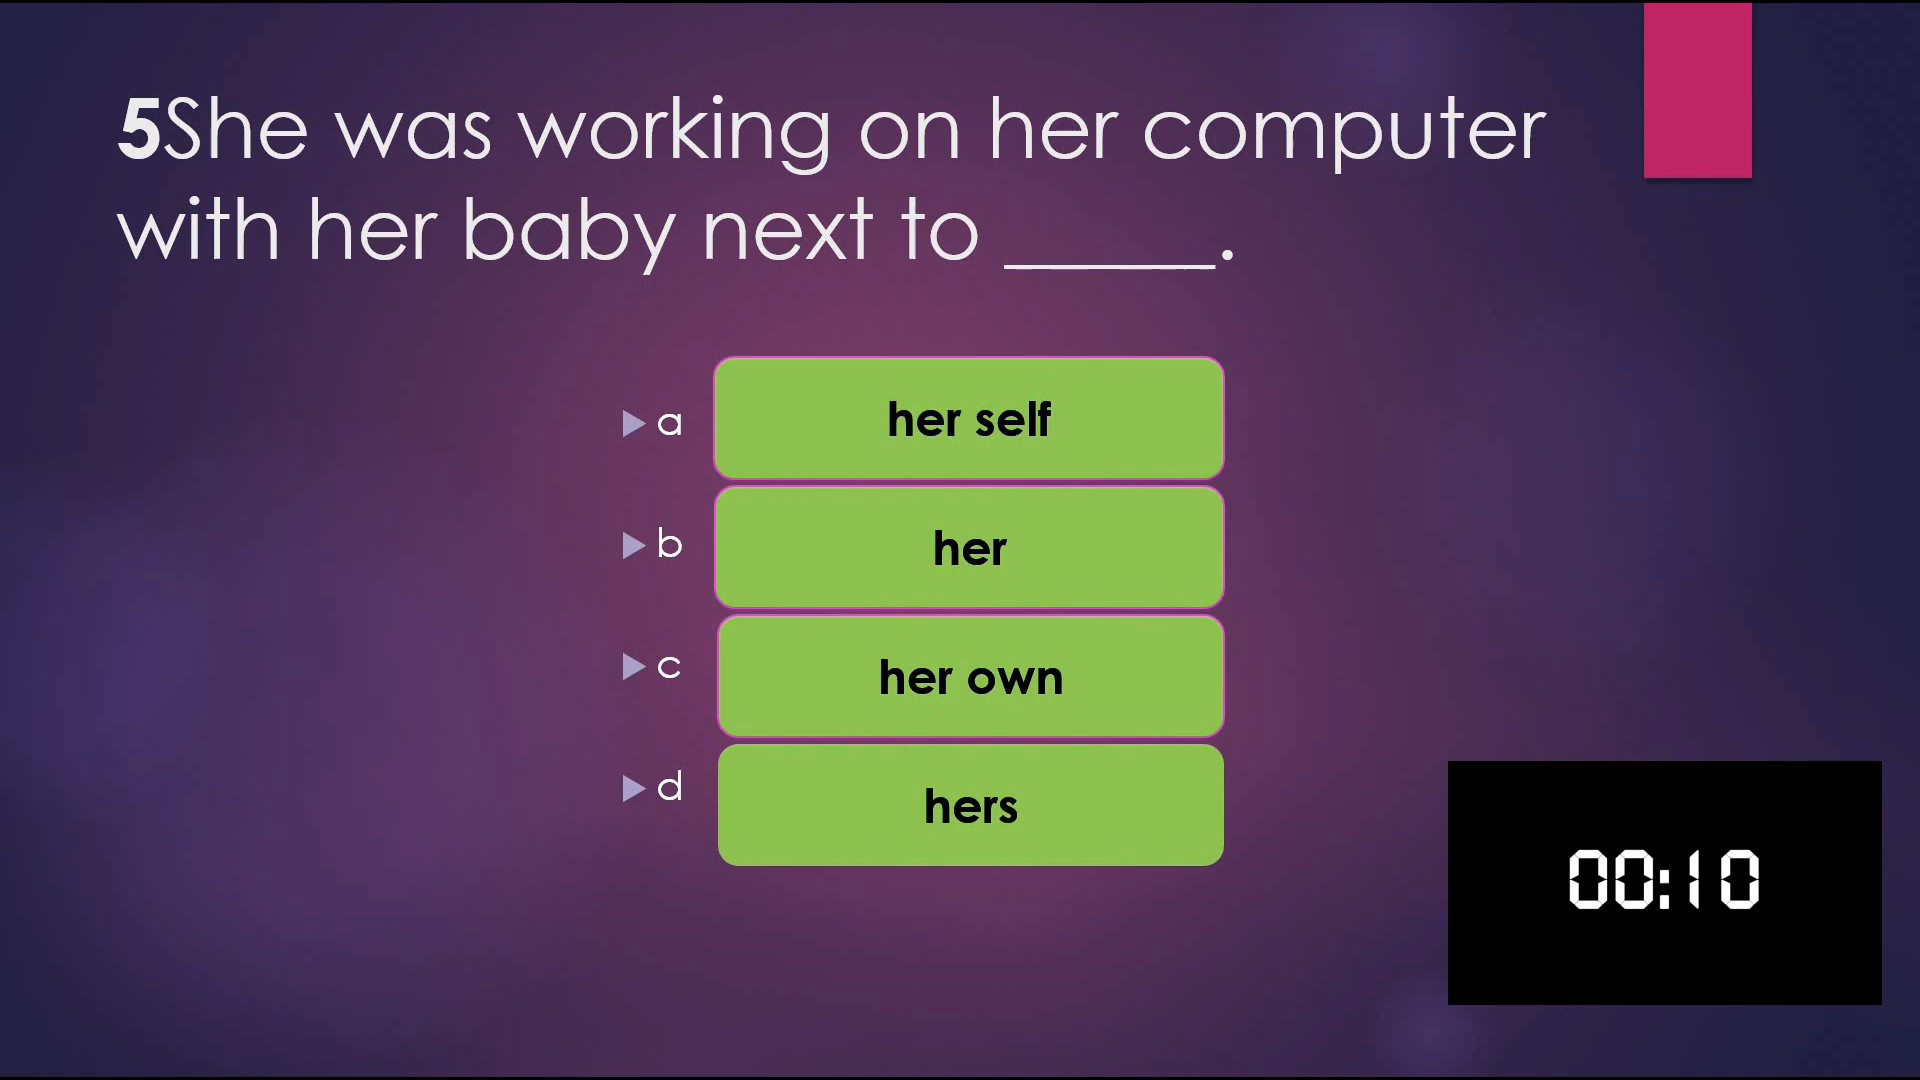 5She was working on her computer
with her baby next to _____.
a her self
b her
c her own
d hers
00:10